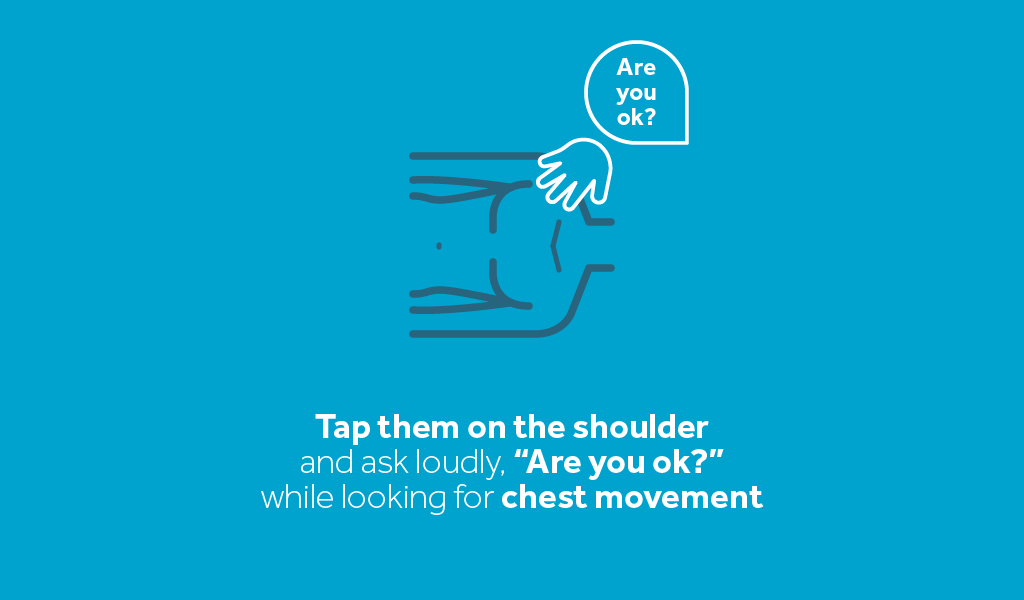 Are
you
ok?
Tap them on the shoulder
and ask loudly, “Are you ok?”
while looking for chest movement